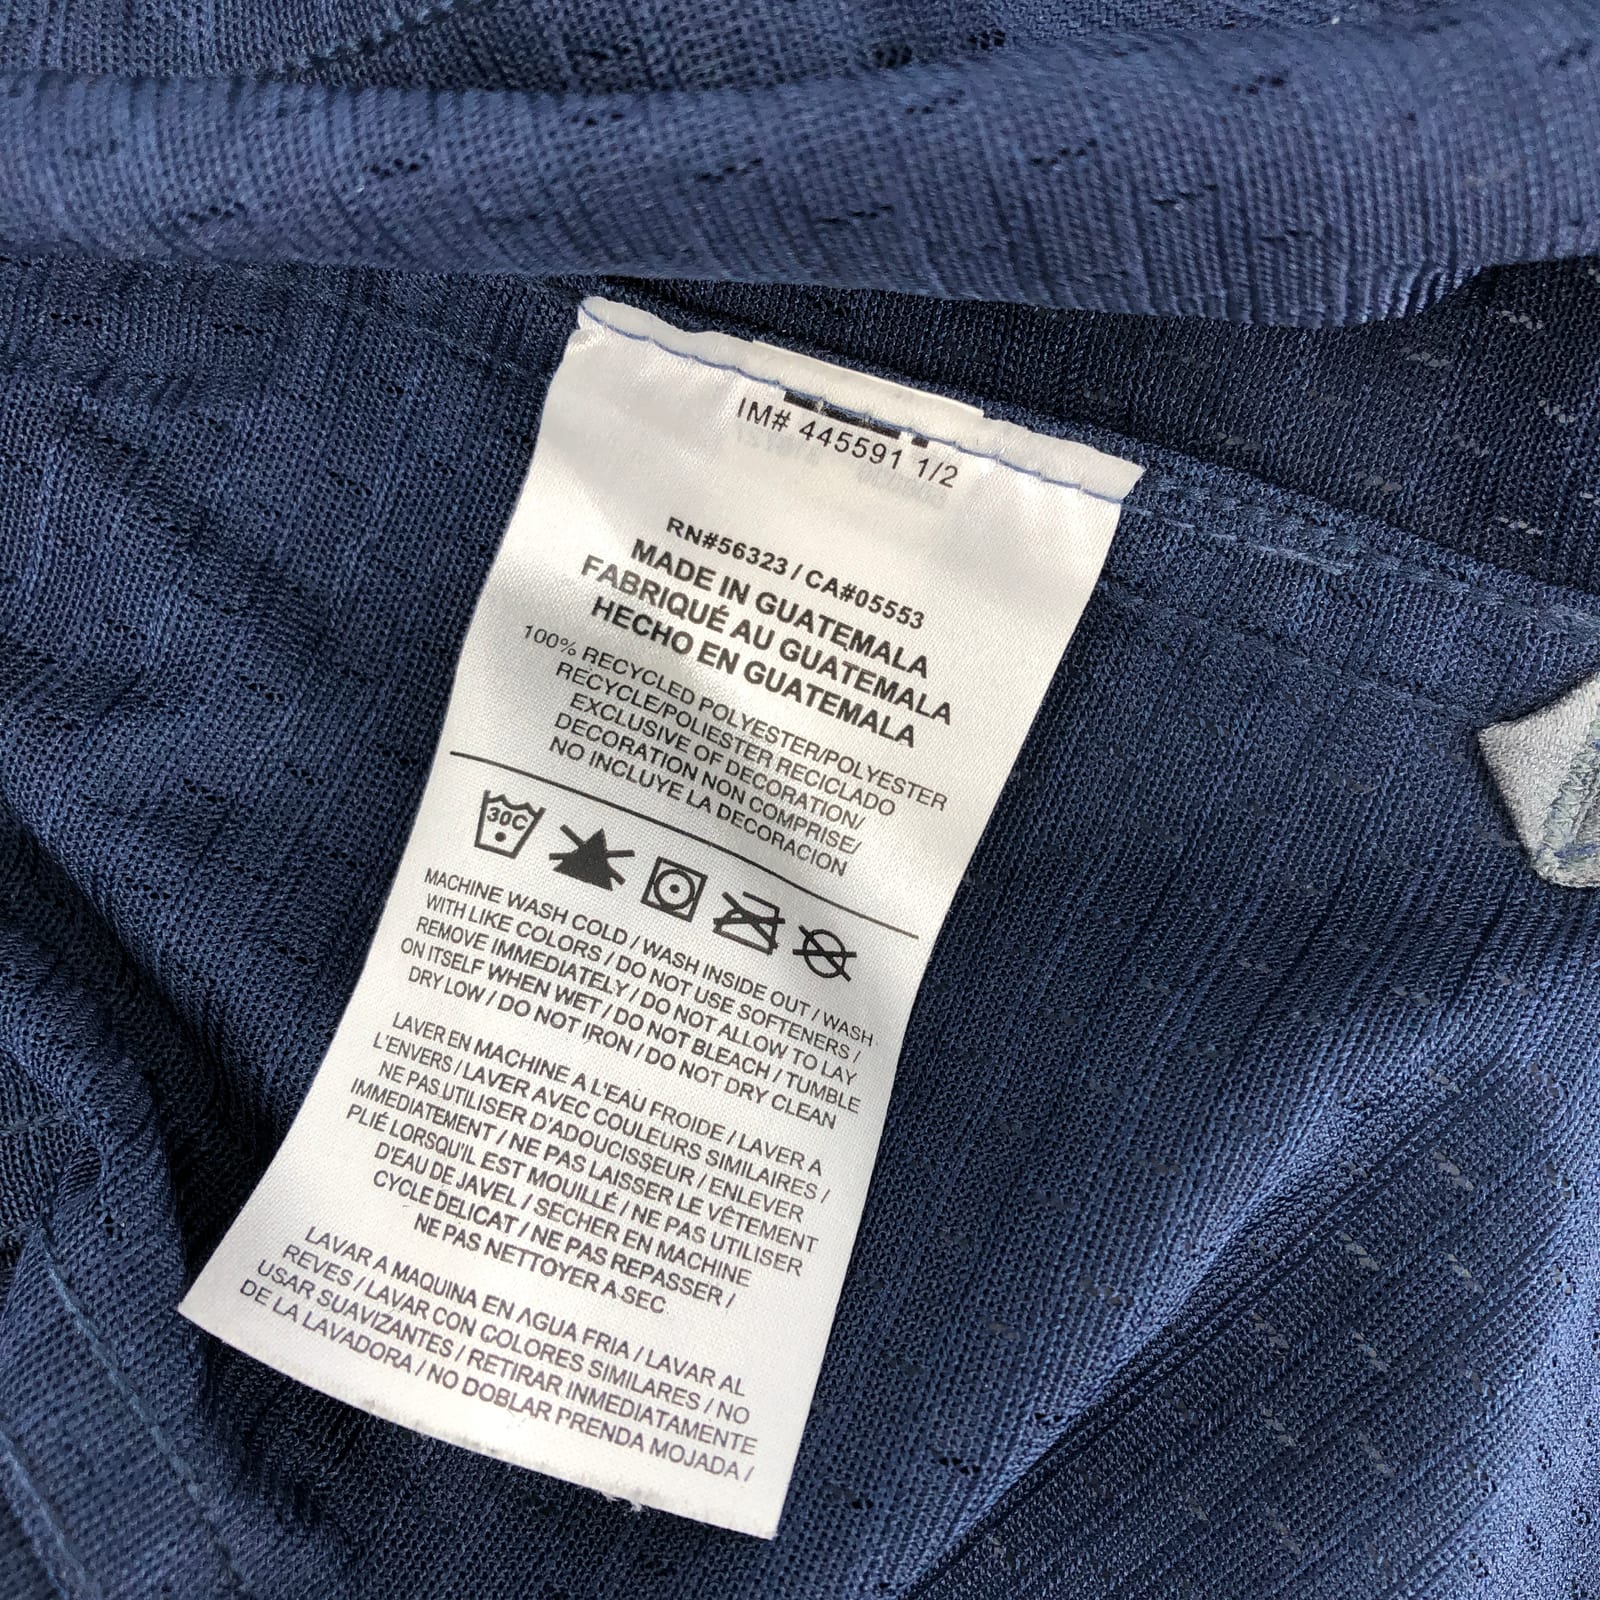 IM# 445591 1/2
RN#56323 / CA#05553
MADE IN GUATEMALA
FABRIQUÉ AU GUATEMALA
HECHO EN GUATEMALA
100% RECYCLED POLYESTER/POLYESTER
RECYCLE/POLIESTER RECICLADO
EXCLUSIVE OF DECORATION/
DECORATION NON COMPRISE/
NO INCLUYE LA DECORACION
30C
MACHINE WASH COLD / WASH INSIDE OUT / WASH
WITH LIKE COLORS / DO NOT USE SOFTENERS /
REMOVE IMMEDIATELY / DO NOT ALLOW TO LAY
ON ITSELF WHEN WET / DO NOT BLEACH / TUMBLE
DRY LOW / DO NOT IRON / DO NOT DRY CLEAN
LAVER EN MACHINE A L'EAU FROIDE / LAVER A
L'ENVERS / LAVER AVEC COULEURS SIMILAIRES /
NE PAS UTILISER D'ADOUCISSEUR / ENLEVER
IMMEDIATEMENT / NE PAS LAISSER LE VÊTEMENT
PLIÉ LORSQU'IL EST MOUILLÉ / NE PAS UTILISER
D'EAU DE JAVEL / SECHER EN MACHINE
CYCLE DELICAT / NE PAS REPASSER /
NE PAS NETTOYER A SEC
LAVAR A MAQUINA EN AGUA FRIA / LAVAR AL
REVES / LAVAR CON COLORES SIMILARES / NO
USAR SUAVIZANTES / RETIRAR INMEDIATAMENTE
DE LA LAVADORA / NO DOBLAR PRENDA MOJADA /